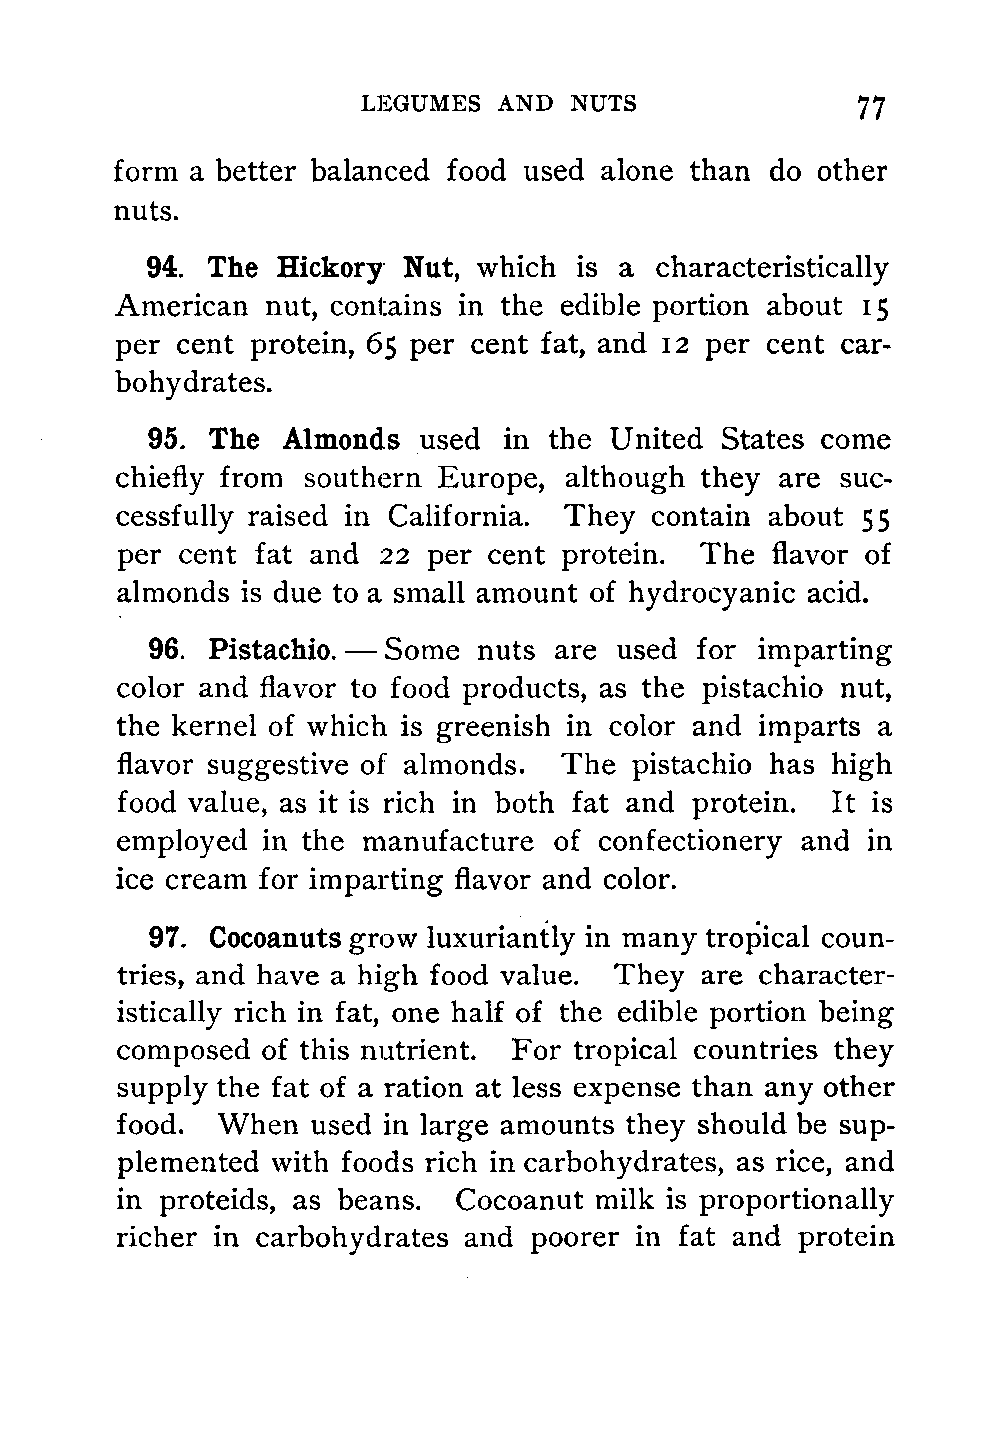 LEGUMES AND NUTS 77
form a better balanced food used alone than do other
nuts.
94. The Hickory Nut, which is a characteristically
American nut, contains in the edible portion about 15
per cent protein, 65 per cent fat, and 12 per cent car-
bohydrates.
95. The Almonds used in the United States come
chiefly from southern Europe, although they are suc-
cessfully raised in California. They contain about 55
per cent fat and 22 per cent protein. The flavor of
almonds is due to a small amount of hydrocyanic acid.
96. Pistachio. — Some nuts are used for imparting
color and flavor to food products, as the pistachio nut,
the kernel of which is greenish in color and imparts a
flavor suggestive of almonds. The pistachio has high
food value, as it is rich in both fat and protein. It is
employed in the manufacture of confectionery and in
ice cream for imparting flavor and color.
97. Cocoanuts grow luxuriantly in many tropical coun-
tries, and have a high food value. They are character-
istically rich in fat, one half of the edible portion being
composed of this nutrient. For tropical countries they
supply the fat of a ration at less expense than any other
food. When used in large amounts they should be sup-
plemented with foods rich in carbohydrates, as rice, and
in proteids, as beans. Cocoanut milk is proportionally
richer in carbohydrates and poorer in fat and protein